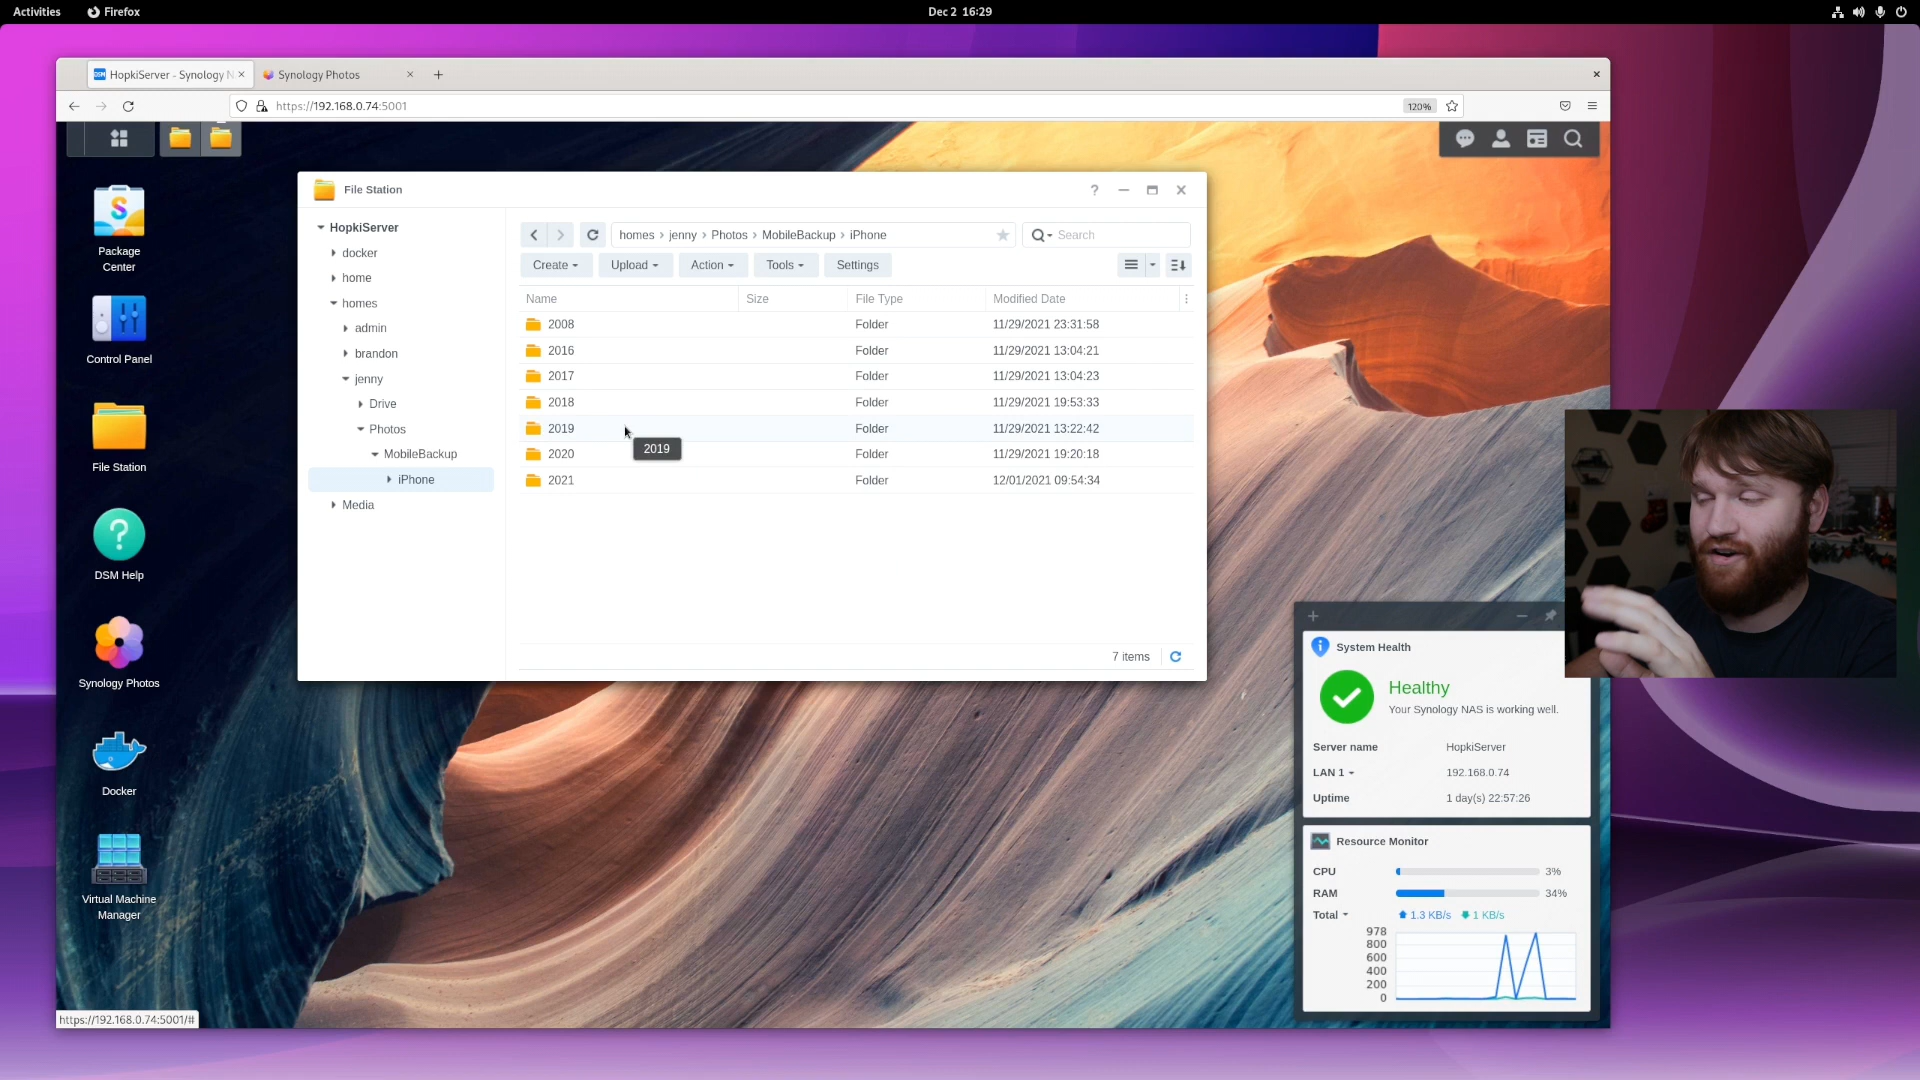 Activities Firefox Dec 2 16:29
HopkiServer - Synology N Synology Photos
https://192.168.0.74:5001 120%
Package
Center
Control Panel
File Station
DSM Help
Synology Photos
Docker
Virtual Machine
Manager
File Station
HopkiServer
docker
home
homes
admin
brandon
jenny
Drive
Photos
MobileBackup
iPhone
Media
homes › jenny › Photos › MobileBackup › iPhone Search
Create Upload Action Tools Settings
Name Size File Type Modified Date
2008 Folder 11/29/2021 23:31:58
2016 Folder 11/29/2021 13:04:21
2017 Folder 11/29/2021 13:04:23
2018 Folder 11/29/2021 19:53:33
2019 Folder 11/29/2021 13:22:42
2019
2020 Folder 11/29/2021 19:20:18
2021 Folder 12/01/2021 09:54:34
7 items
System Health
Healthy
Your Synology NAS is working well.
Server name HopkiServer
LAN 1 192.168.0.74
Uptime 1 day(s) 22:57:26
Resource Monitor
CPU 3%
RAM 34%
Total 1.3 KB/s 1 KB/s
978
800
600
400
200
0
https://192.168.0.74:5001/#